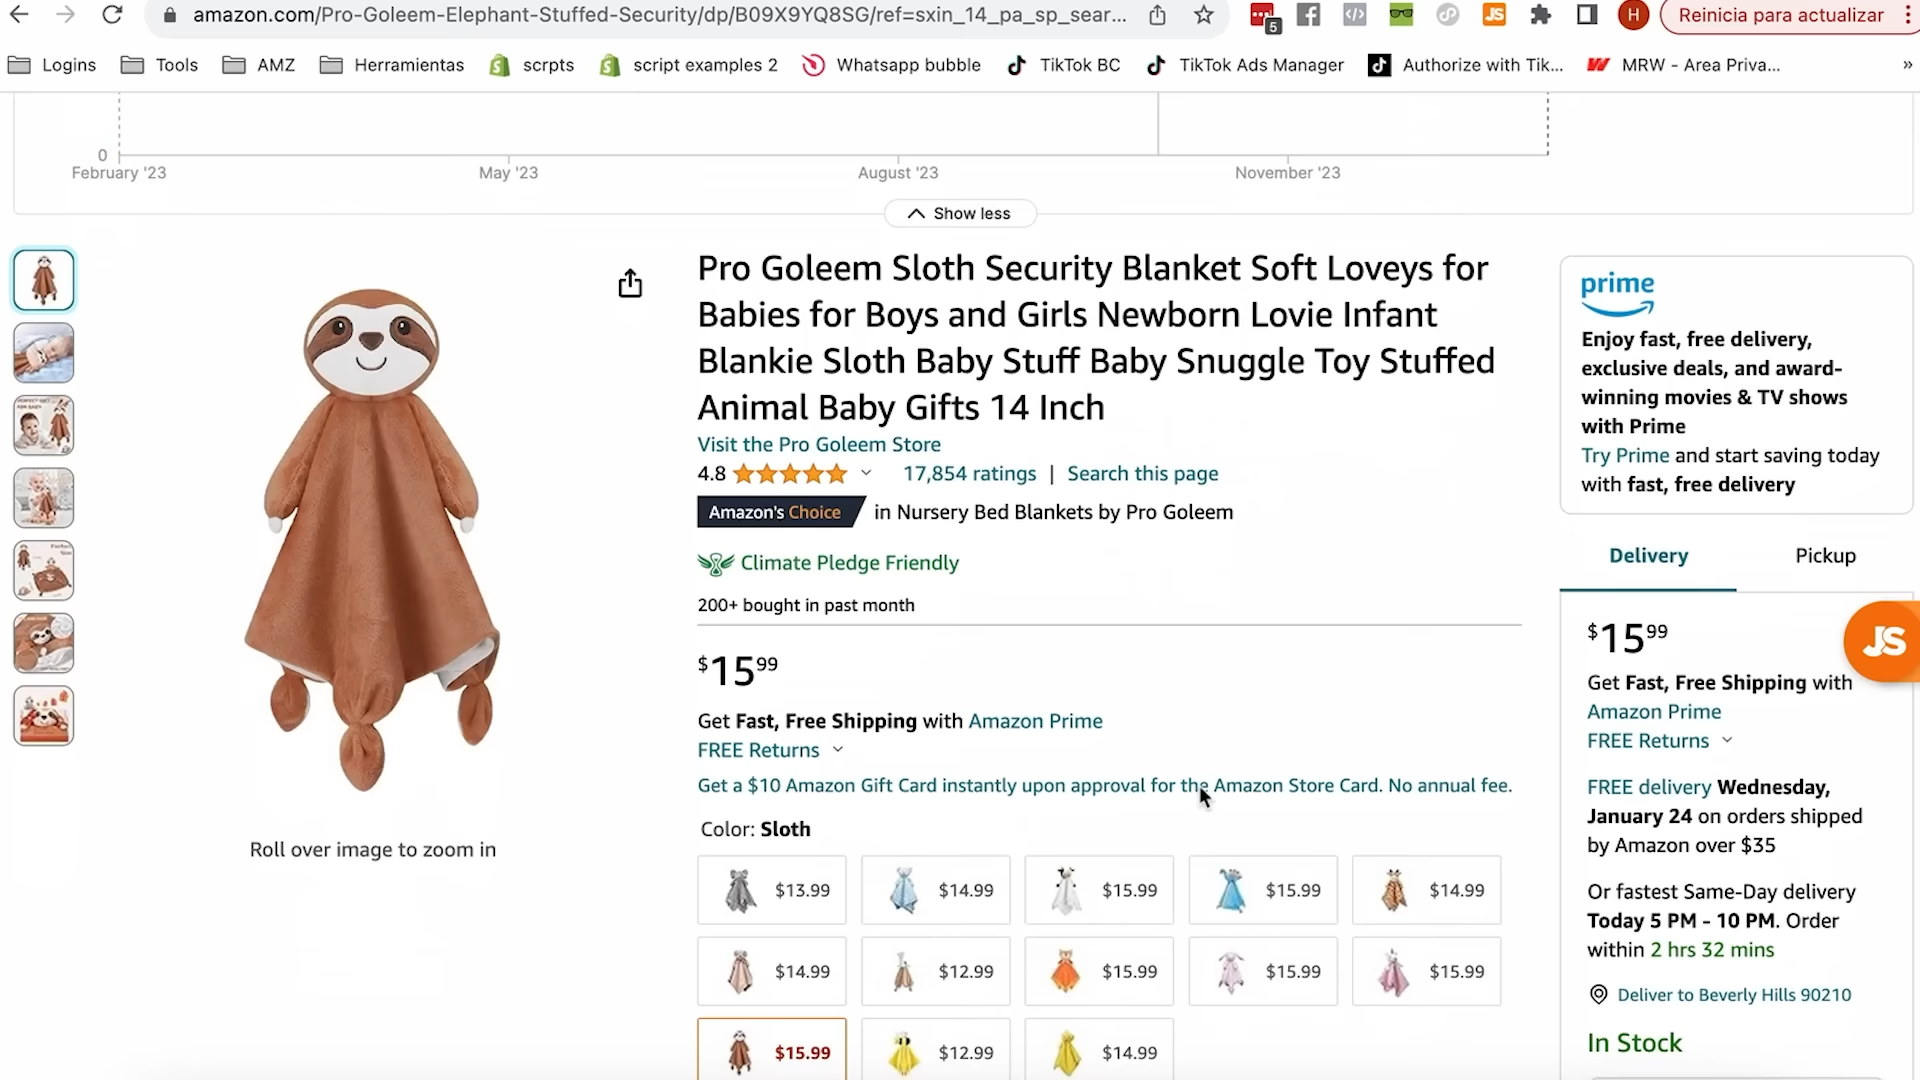 amazon.com/Pro-Goleem-Elephant-Stuffed-Security/dp/B09X9YQ8SG/ref=sxin_14_pa_sp_sear...
5
JS
H
Reinicia para actualizar
Logins
Tools
AMZ
Herramientas
scrpts
script examples 2
Whatsapp bubble
TikTok BC
TikTok Ads Manager
Authorize with Tik...
MRW - Area Priva...
»
0
February '23
May '23
August '23
November '23
Show less
Pro Goleem Sloth Security Blanket Soft Loveys for
Babies for Boys and Girls Newborn Lovie Infant
Blankie Sloth Baby Stuff Baby Snuggle Toy Stuffed
Animal Baby Gifts 14 Inch
Visit the Pro Goleem Store
4.8
17,854 ratings | Search this page
Amazon's Choice in Nursery Bed Blankets by Pro Goleem
Climate Pledge Friendly
200+ bought in past month
$15 99
Get Fast, Free Shipping with Amazon Prime
FREE Returns
Get a $10 Amazon Gift Card instantly upon approval for the Amazon Store Card. No annual fee.
Color: Sloth
$13.99
$14.99
$15.99
$15.99
$14.99
$14.99
$12.99
$15.99
$15.99
$15.99
$15.99
$12.99
$14.99
Roll over image to zoom in
prime
Enjoy fast, free delivery,
exclusive deals, and award-
winning movies & TV shows
with Prime
Try Prime and start saving today
with fast, free delivery
Delivery
Pickup
$15 99
JS
Get Fast, Free Shipping with
Amazon Prime
FREE Returns
FREE delivery Wednesday,
January 24 on orders shipped
by Amazon over $35
Or fastest Same-Day delivery
Today 5 PM - 10 PM. Order
within 2 hrs 32 mins
Deliver to Beverly Hills 90210
In Stock